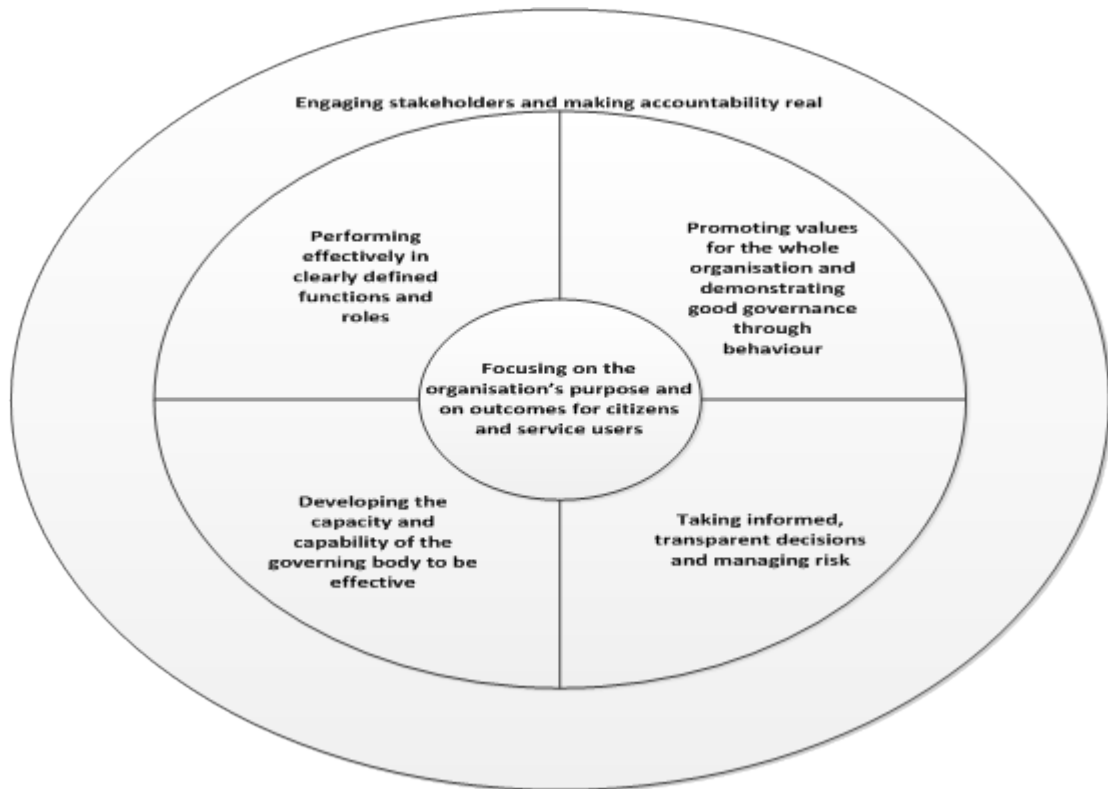 Engaging stakeholders and making accountability real
Performing
effectively in
clearly defined
functions and
roles
Promoting values
for the whole
organisation and
demonstrating
good governance
through
behaviour
Focusing on the
organisation's purpose and
on outcomes for citizens
and service users
Developing the
capacity and
capability of the
governing body to be
effective
Taking informed,
transparent decisions
and managing risk